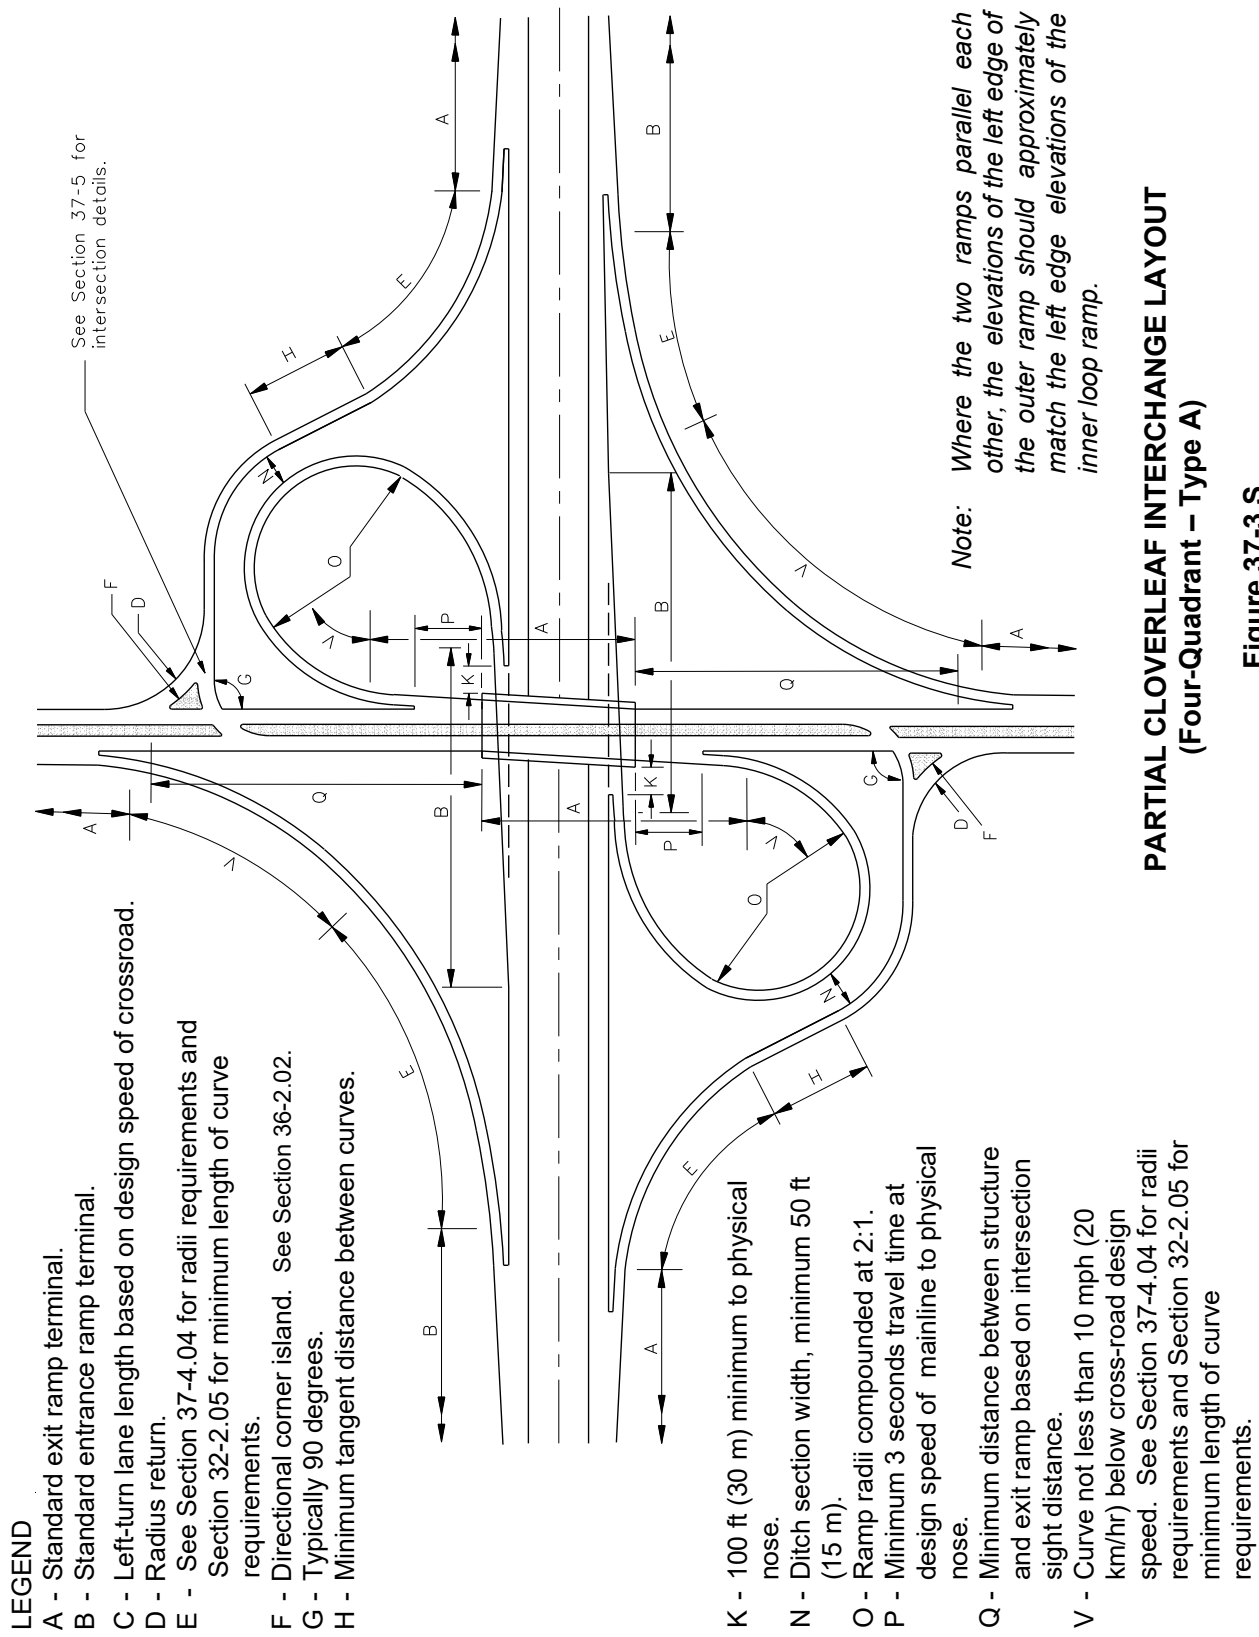 LEGEND
A - Standard exit ramp terminal.
B - Standard entrance ramp terminal.
C - Left-turn lane length based on design speed of crossroad.
D - Radius return.
E - See Section 37-4.04 for radii requirements and
Section 32-2.05 for minimum length of curve
requirements.
F - Directional corner island. See Section 36-2.02.
G - Typically 90 degrees.
H - Minimum tangent distance between curves.
K - 100 ft (30 m) minimum to physical
nose.
N - Ditch section width, minimum 50 ft
(15 m).
O - Ramp radii compounded at 2:1.
P - Minimum 3 seconds travel time at
design speed of mainline to physical
nose.
Q - Minimum distance between structure
and exit ramp based on intersection
sight distance.
V - Curve not less than 10 mph (20
km/hr) below cross-road design
speed. See Section 37-4.04 for radii
requirements and Section 32-2.05 for
minimum length of curve
requirements.
A
V
E
B
Q
B
A
K
P
V
O
N
H
E
A
F
D
G
See Section 37-5 for
intersection details.
A
E
H
N
O
V
P
K
A
B
Q
G
D
F
V
E
B
A
Note: Where the two ramps parallel each
other, the elevations of the left edge of
the outer ramp should approximately
match the left edge elevations of the
inner loop ramp.
PARTIAL CLOVERLEAF INTERCHANGE LAYOUT
(Four-Quadrant – Type A)
Figure 37-3.S